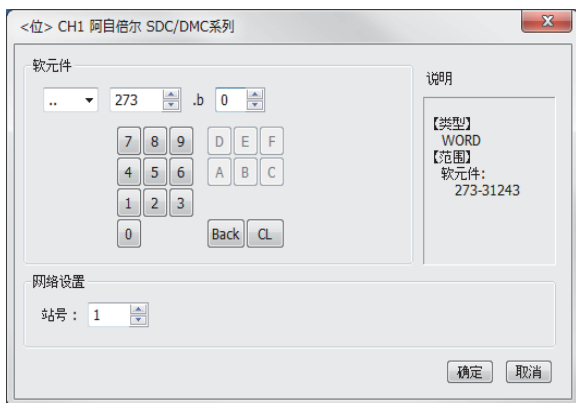 <位> CH1 阿自倍尔 SDC/DMC系列
软元件
.. 273 .b 0
7 8 9 D E F
4 5 6 A B C
1 2 3
0 Back CL
说明
【类型】
WORD
【范围】
软元件:
273-31243
网络设置
站号： 1
确定 取消